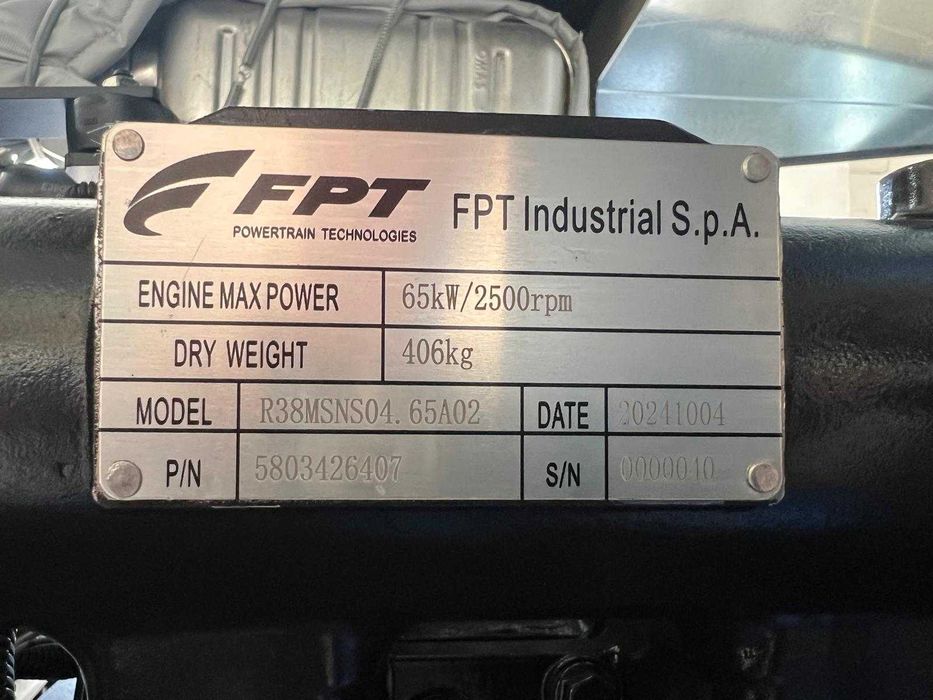 FPT
POWERTRAIN TECHNOLOGIES
FPT Industrial S.p.A.
ENGINE MAX POWER 65kW/2500rpm
DRY WEIGHT 406kg
MODEL R38MSNS04.65A02 DATE 20241004
P/N 5803426407 S/N 0000040